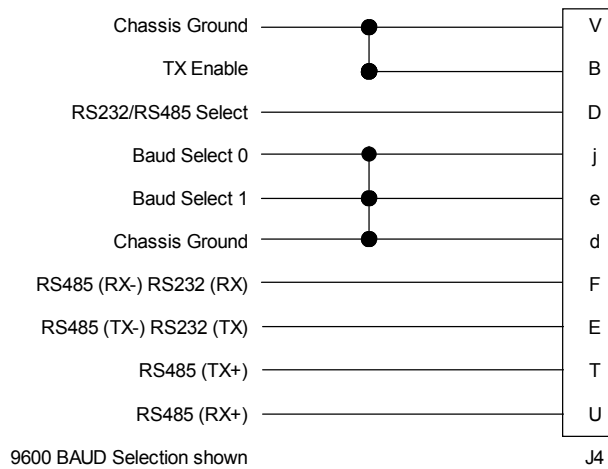 Chassis Ground V
TX Enable B
RS232/RS485 Select D
Baud Select 0 j
Baud Select 1 e
Chassis Ground d
RS485 (RX-) RS232 (RX) F
RS485 (TX-) RS232 (TX) E
RS485 (TX+) T
RS485 (RX+) U
9600 BAUD Selection shown J4